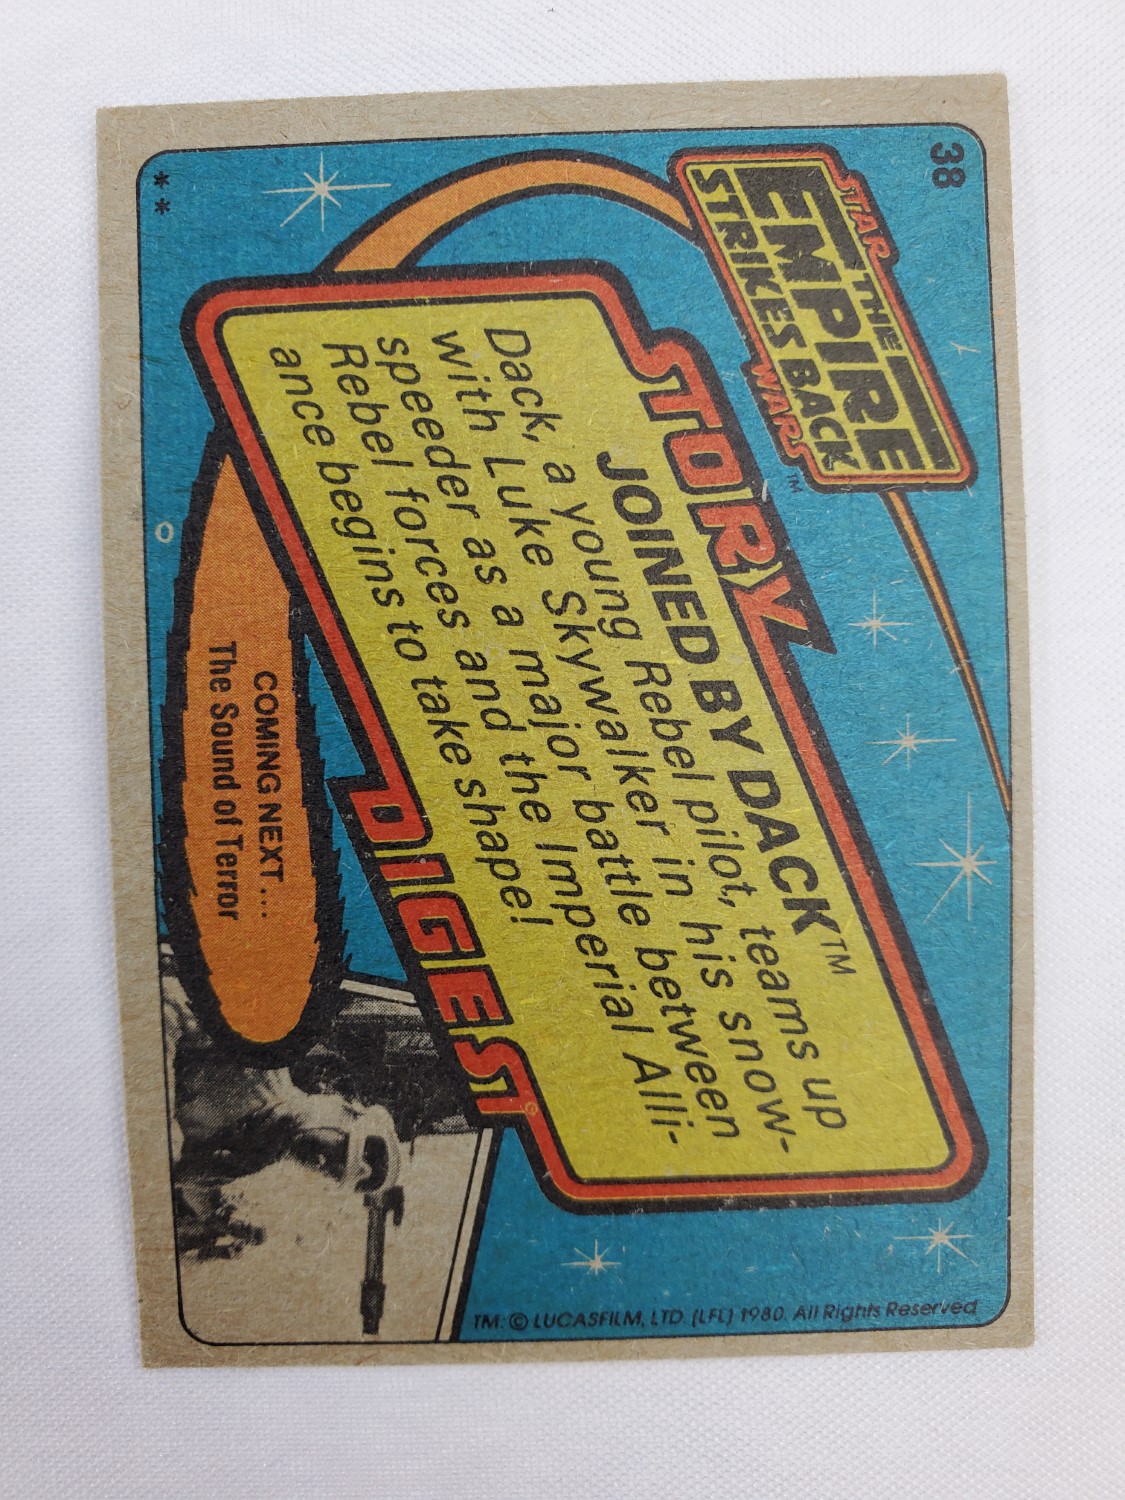 38
STAR
THE
EMPIRE
STRIKES BACK
WARS™
STORY
JOINED BY DACK™
Dack, a young Rebel pilot, teams up
with Luke Skywalker in his snow-
speeder as a major battle between
Rebel forces and the Imperial Alli-
ance begins to take shape!
DIGEST
COMING NEXT...
The Sound of Terror
**
TM: © LUCASFILM, LTD. (LFL) 1980. All Rights Reserved